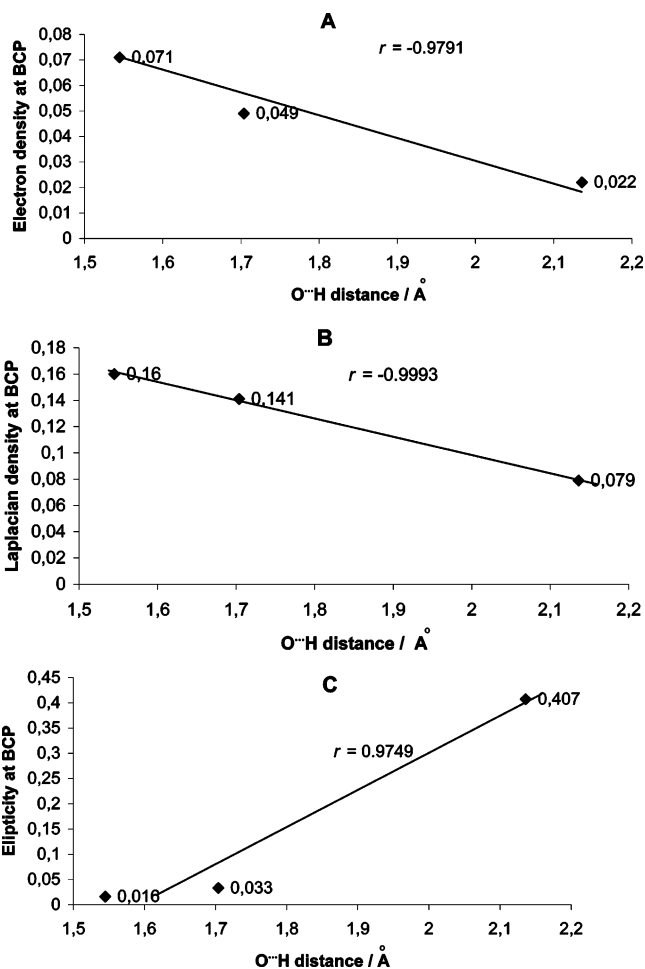 A
r = -0.9791
Electron density at BCP
0,08
0,07
0,06
0,05
0,04
0,03
0,02
0,01
0
0,071
0,049
0,022
1,5 1,6 1,7 1,8 1,9 2 2,1 2,2
O···H distance / Å
B
r = -0.9993
Laplacian density at BCP
0,18
0,16
0,14
0,12
0,1
0,08
0,06
0,04
0,02
0
0,16
0,141
0,079
1,5 1,6 1,7 1,8 1,9 2 2,1 2,2
O···H distance / Å
C
r = 0.9749
Elipticity at BCP
0,45
0,4
0,35
0,3
0,25
0,2
0,15
0,1
0,05
0
0,016
0,033
0,407
1,5 1,6 1,7 1,8 1,9 2 2,1 2,2
O···H distance / Å